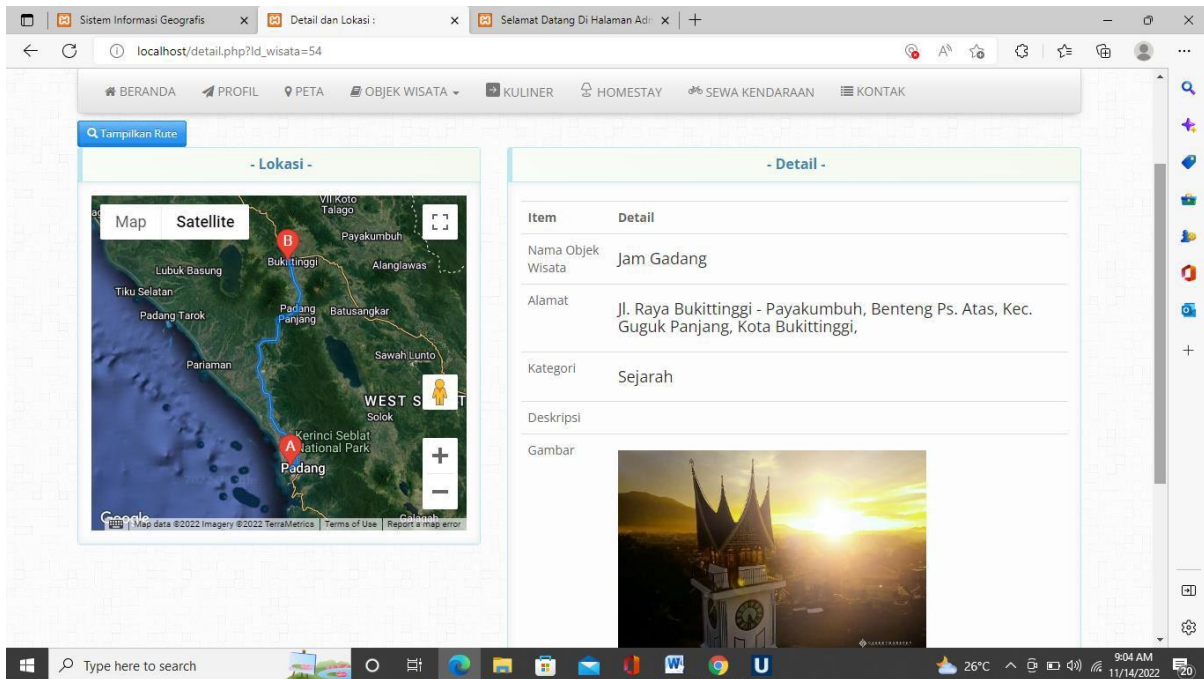 Sistem Informasi Geografis
Detail dan Lokasi :
Selamat Datang Di Halaman Adr
localhost/detail.php?Id_wisata=54
BERANDA PROFIL PETA OBJEK WISATA KULINER HOMESTAY SEWA KENDARAAN KONTAK
Tampilkan Rute
- Lokasi -
Map Satellite
VII Koto
Talago
Payakumbuh
B
Bukittinggi
Alanglawas
Lubuk Basung
Tiku Selatan
Padang Tarok
Padang
Panjang
Batusangkar
Sawah Lunto
Pariaman
WEST S
T
Solok
Kerinci Seblat
National Park
A
Padang
Google
Map data ©2022 Imagery ©2022 TerraMetrics Terms of Use Report a map error
- Detail -
Item Detail
Nama Objek
Wisata
Jam Gadang
Alamat
Jl. Raya Bukittinggi - Payakumbuh, Benteng Ps. Atas, Kec.
Guguk Panjang, Kota Bukittinggi,
Kategori
Sejarah
Deskripsi
Gambar
Type here to search
26°C
9:04 AM
11/14/2022
20